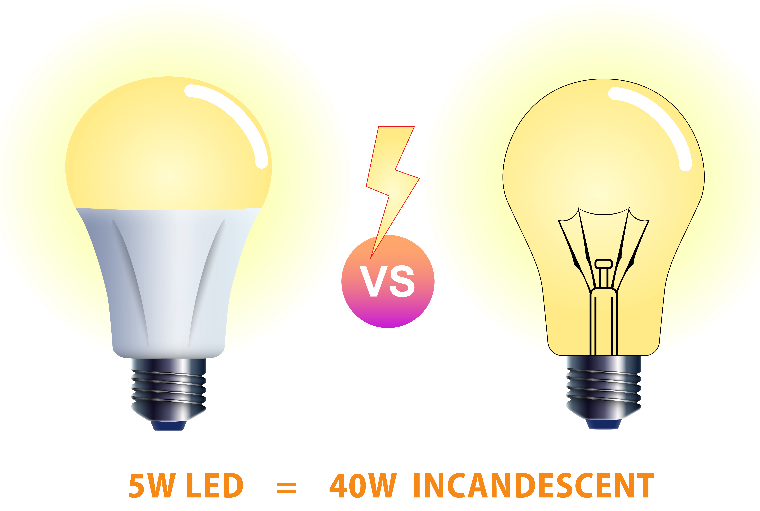 VS
5W LED = 40W INCANDESCENT